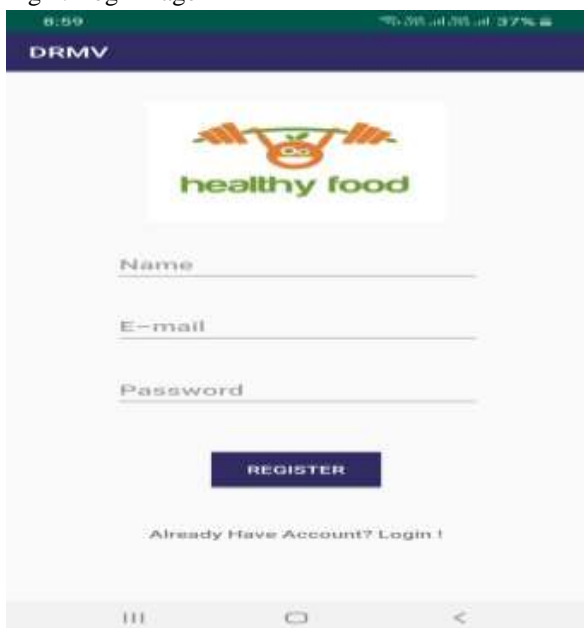 8:59
37%
DRMV
healthy food
Name
E-mail
Password
REGISTER
Already Have Account? Login !